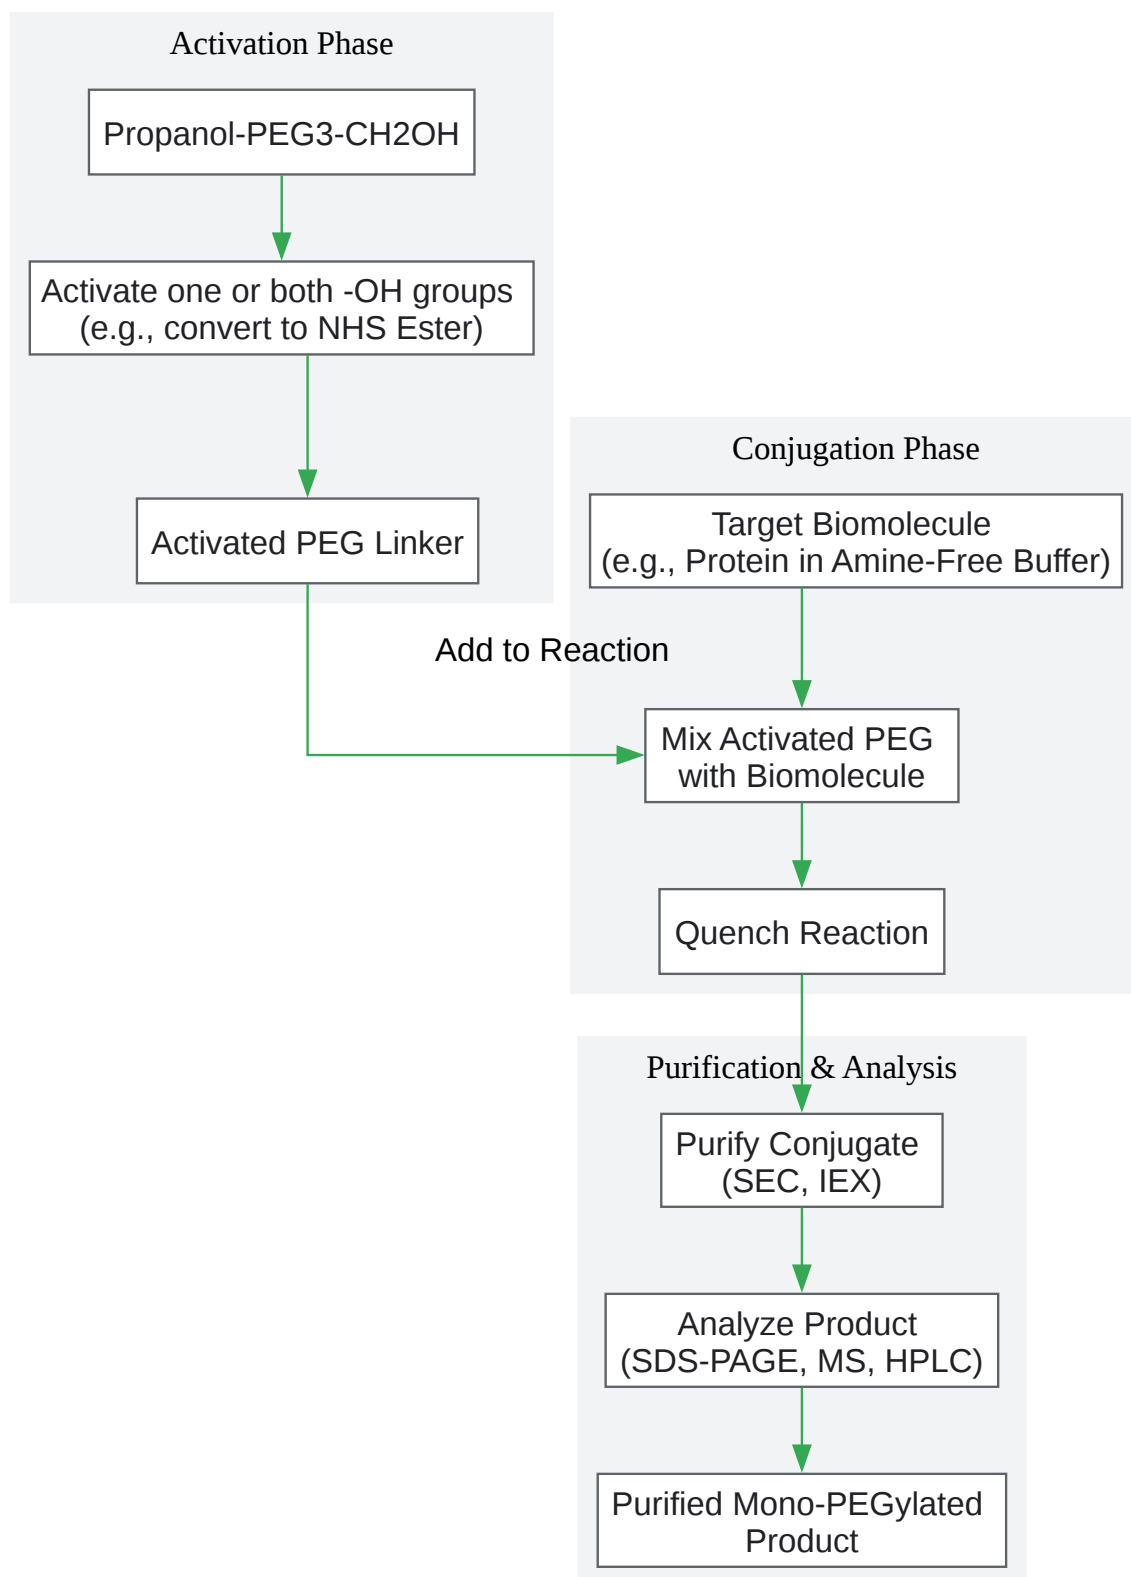 Activation Phase
Propanol-PEG3-CH2OH
Activate one or both -OH groups
(e.g., convert to NHS Ester)
Activated PEG Linker
Conjugation Phase
Target Biomolecule
(e.g., Protein in Amine-Free Buffer)
Add to Reaction
Mix Activated PEG
with Biomolecule
Quench Reaction
Purification & Analysis
Purify Conjugate
(SEC, IEX)
Analyze Product
(SDS-PAGE, MS, HPLC)
Purified Mono-PEGylated
Product